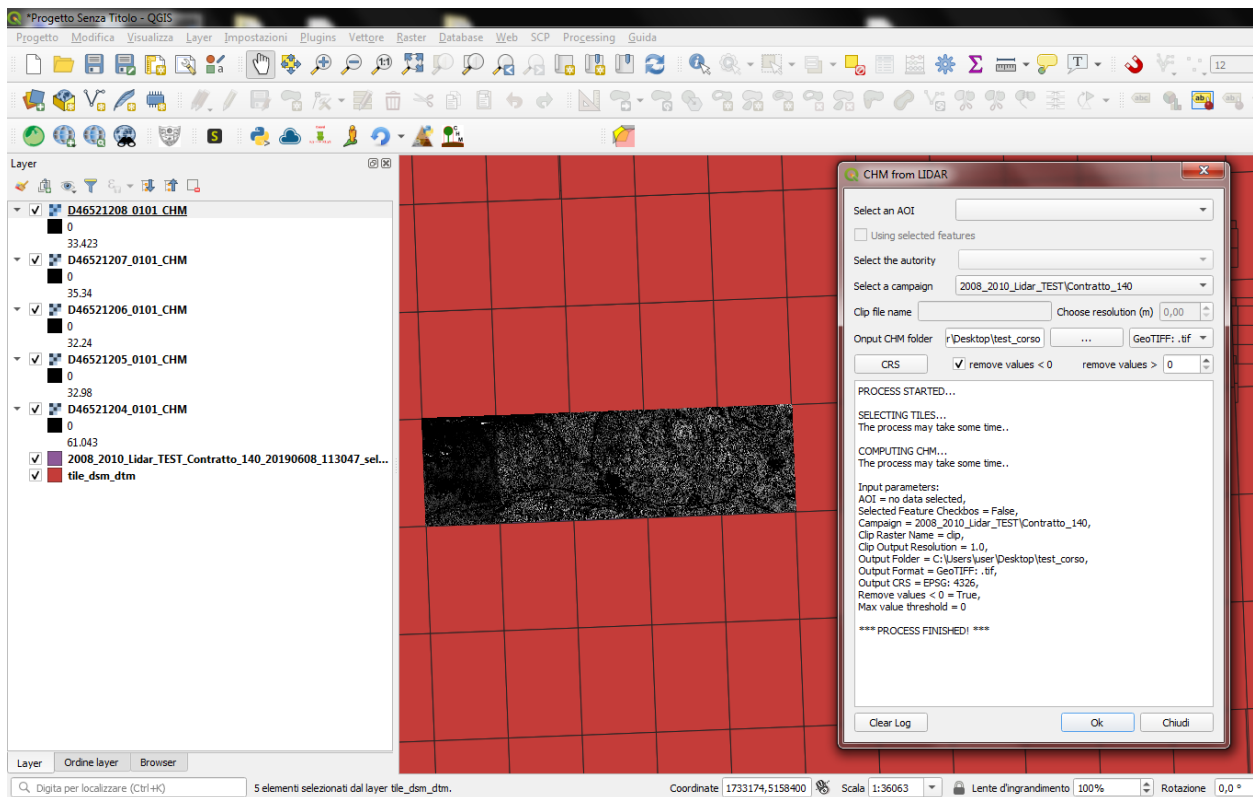 *Progetto Senza Titolo - QGIS
Progetto Modifica Visualizza Layer Impostazioni Plugins Vettore Raster Database Web SCP Processing Guida
12
Layer
D46521208_0101_CHM
0
33.423
D46521207_0101_CHM
0
35.34
D46521206_0101_CHM
0
32.24
D46521205_0101_CHM
0
32.98
D46521204_0101_CHM
0
61.043
2008_2010_Lidar_TEST_Contratto_140_20190608_113047_sel...
tile_dsm_dtm
Layer Ordine layer Browser
CHM from LIDAR
Select an AOI
Using selected features
Select the autority
Select a campaign 2008_2010_Lidar_TEST\Contratto_140
Clip file name Choose resolution (m) 0,00
Onput CHM folder r\Desktop\test_corso ... GeoTIFF: .tif
CRS remove values < 0 remove values > 0
PROCESS STARTED...
SELECTING TILES...
The process may take some time..
COMPUTING CHM...
The process may take some time..
Input parameters:
AOI = no data selected,
Selected Feature Checkbos = False,
Campaign = 2008_2010_Lidar_TEST\Contratto_140,
Clip Raster Name = clip,
Clip Output Resolution = 1.0,
Output Folder = C:\Users\user\Desktop\test_corso,
Output Format = GeoTIFF: .tif,
Output CRS = EPSG: 4326,
Remove values < 0 = True,
Max value threshold = 0
*** PROCESS FINISHED! ***
Clear Log Ok Chiudi
Digita per localizzare (Ctrl+K) 5 elementi selezionati dal layer tile_dsm_dtm. Coordinate 1733174,5158400 Scala 1:36063 Lente d'ingrandimento 100% Rotazione 0,0 °